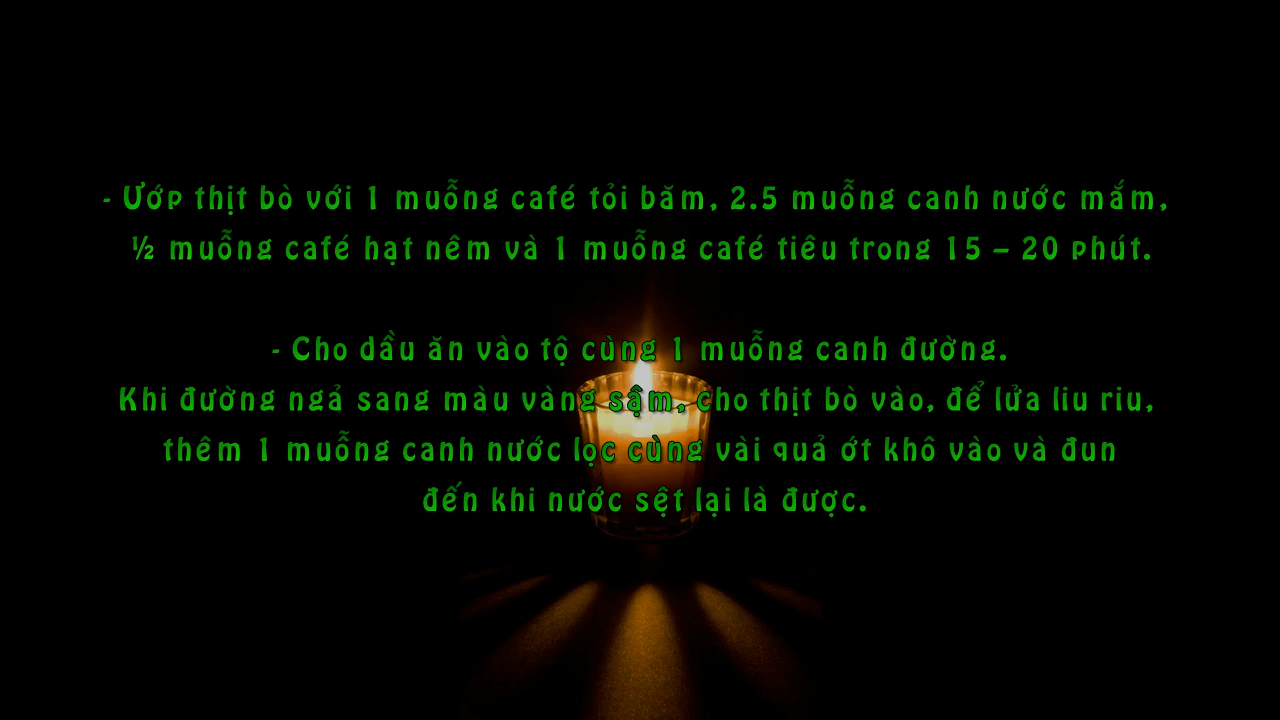 - Ướp thịt bò với 1 muỗng café tỏi băm, 2.5 muỗng canh nước mắm,
½ muỗng café hạt nêm và 1 muỗng café tiêu trong 15 – 20 phút.
- Cho dầu ăn vào tộ cùng 1 muỗng canh đường.
Khi đường ngả sang màu vàng sậm, cho thịt bò vào, để lửa liu riu,
thêm 1 muỗng canh nước lọc cùng vài quả ớt khô vào và đun
đến khi nước sệt lại là được.